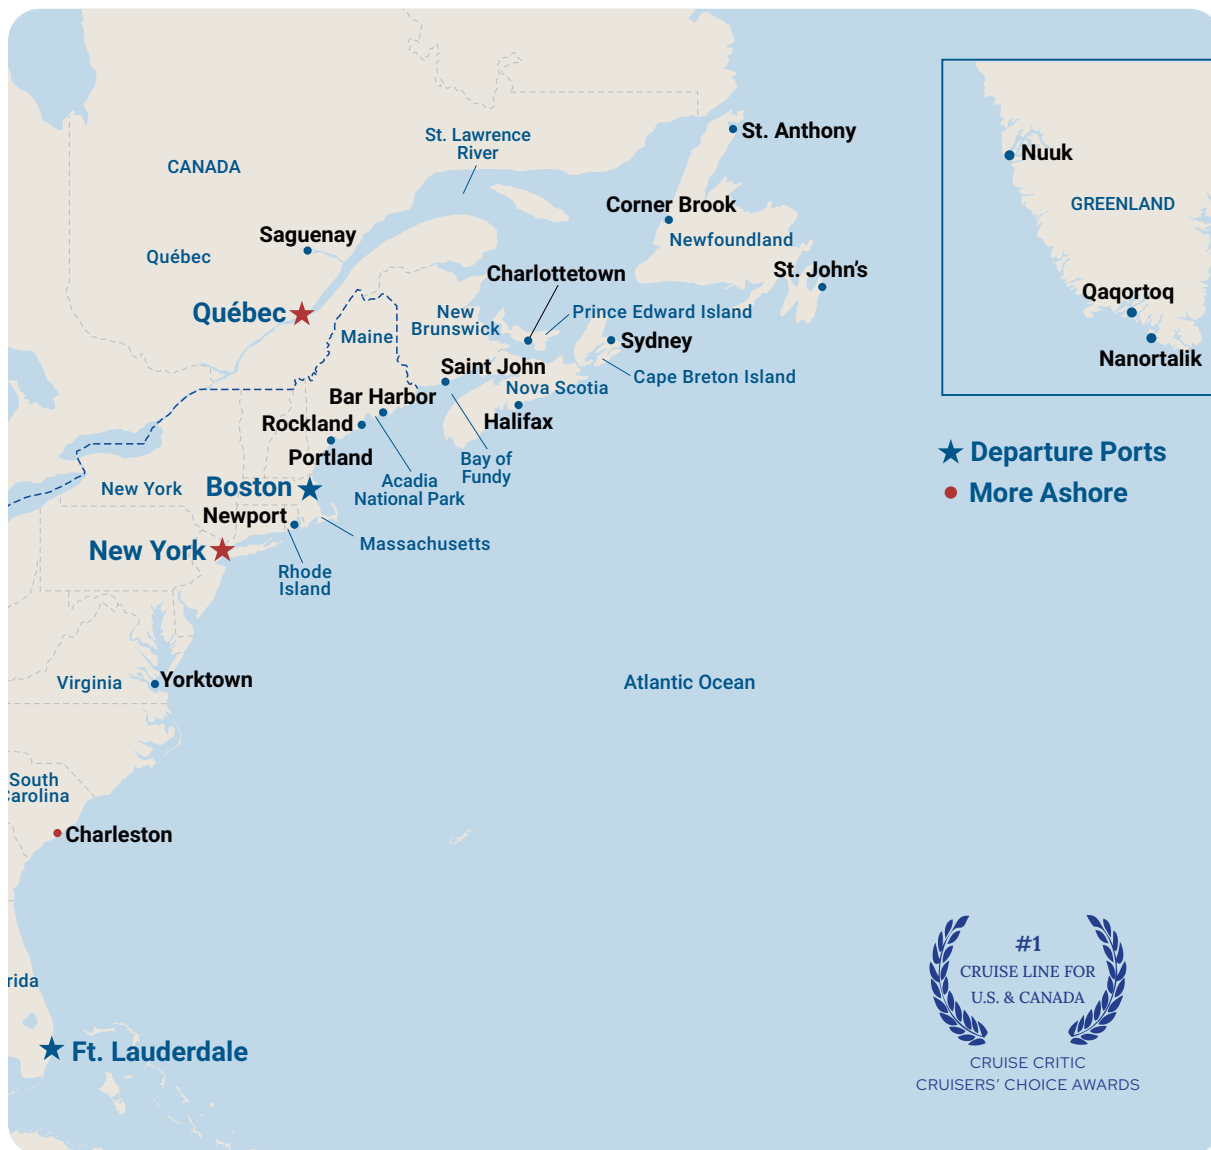 St. Anthony
St. Lawrence
River
Nuuk
CANADA
Corner Brook
GREENLAND
Saguenay
Newfoundland
Québec
St. John’s
Charlottetown
Qaqortoq
Québec
New
Brunswick
Prince Edward Island
Maine
Sydney
Nanortalik
Saint John
Cape Breton Island
Nova Scotia
Bar Harbor
Rockland
Halifax
Portland
Bay of
Fundy
Departure Ports
Acadia
National Park
New York
Boston
More Ashore
Newport
Massachusetts
New York
Rhode
Island
Virginia
Yorktown
Atlantic Ocean
South
Carolina
Charleston
#1
CRUISE LINE FOR
U.S. & CANADA
rida
Ft. Lauderdale
CRUISE CRITIC
CRUISERS’ CHOICE AWARDS